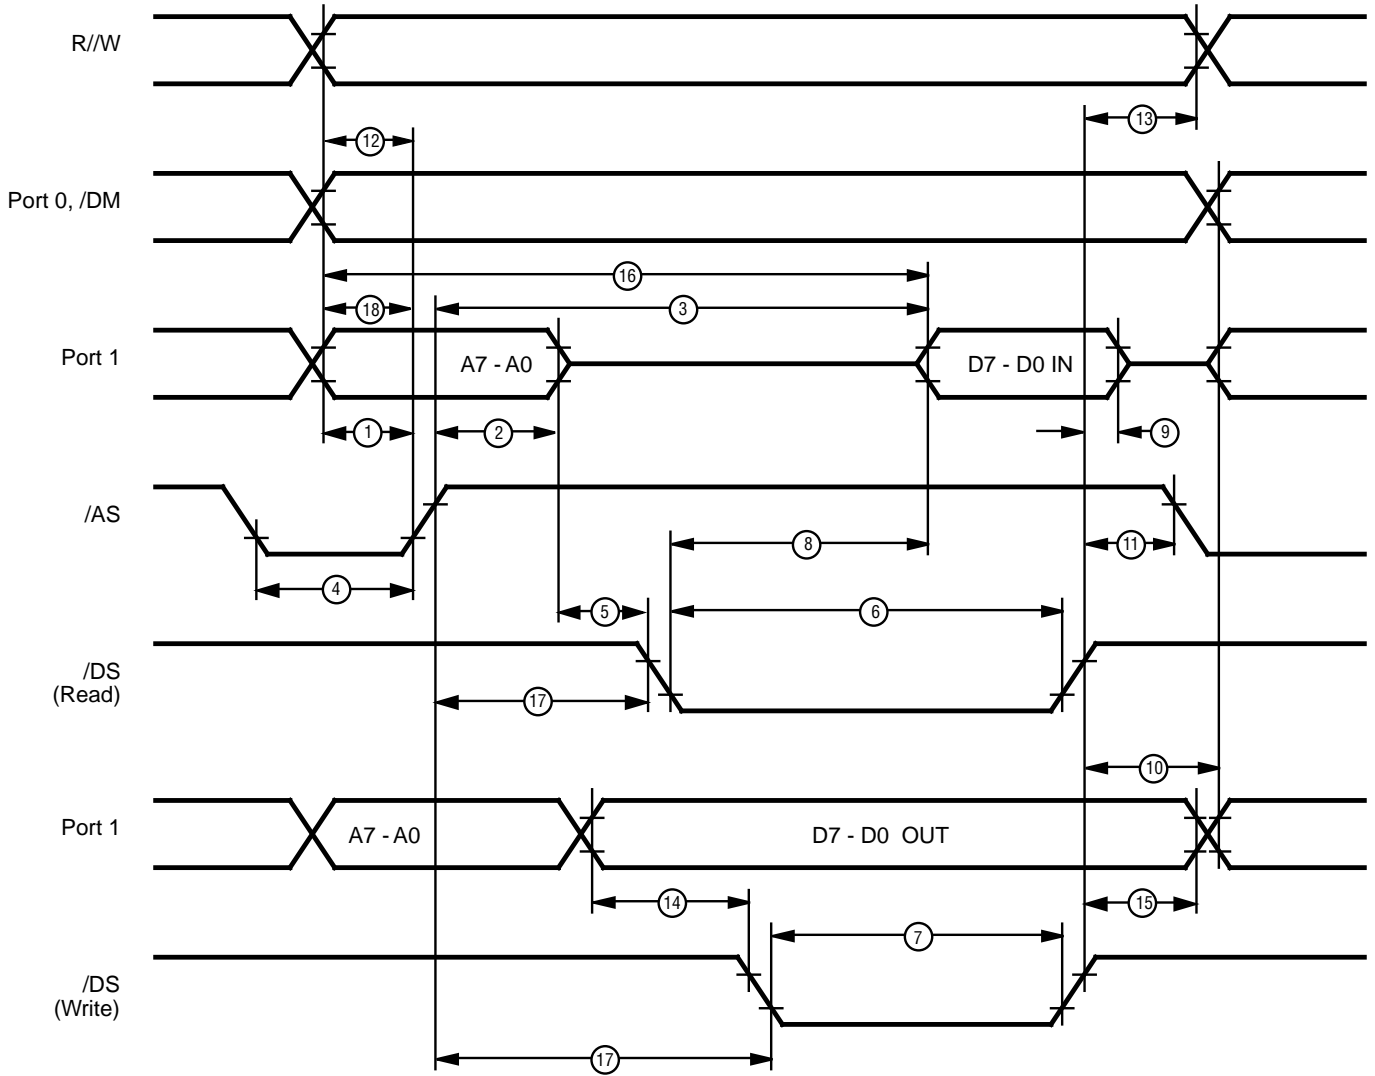 R//W
13
12
Port 0, /DM
16
18
3
Port 1
A7 - A0
D7 - D0 IN
1
2
9
/AS
8
11
4
5
6
/DS
(Read)
17
10
Port 1
A7 - A0
D7 - D0 OUT
14
15
7
/DS
(Write)
17